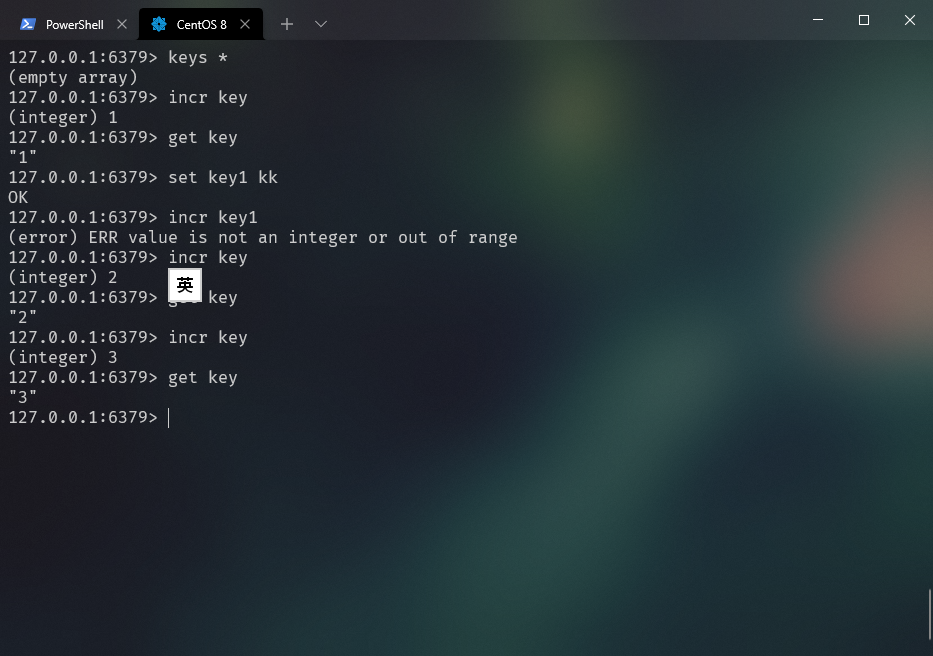 PowerShell
CentOS 8
127.0.0.1:6379> keys *
(empty array)
127.0.0.1:6379> incr key
(integer) 1
127.0.0.1:6379> get key
"1"
127.0.0.1:6379> set key1 kk
OK
127.0.0.1:6379> incr key1
(error) ERR value is not an integer or out of range
127.0.0.1:6379> incr key
(integer) 2
英
127.0.0.1:6379> key
"2"
127.0.0.1:6379> incr key
(integer) 3
127.0.0.1:6379> get key
"3"
127.0.0.1:6379>